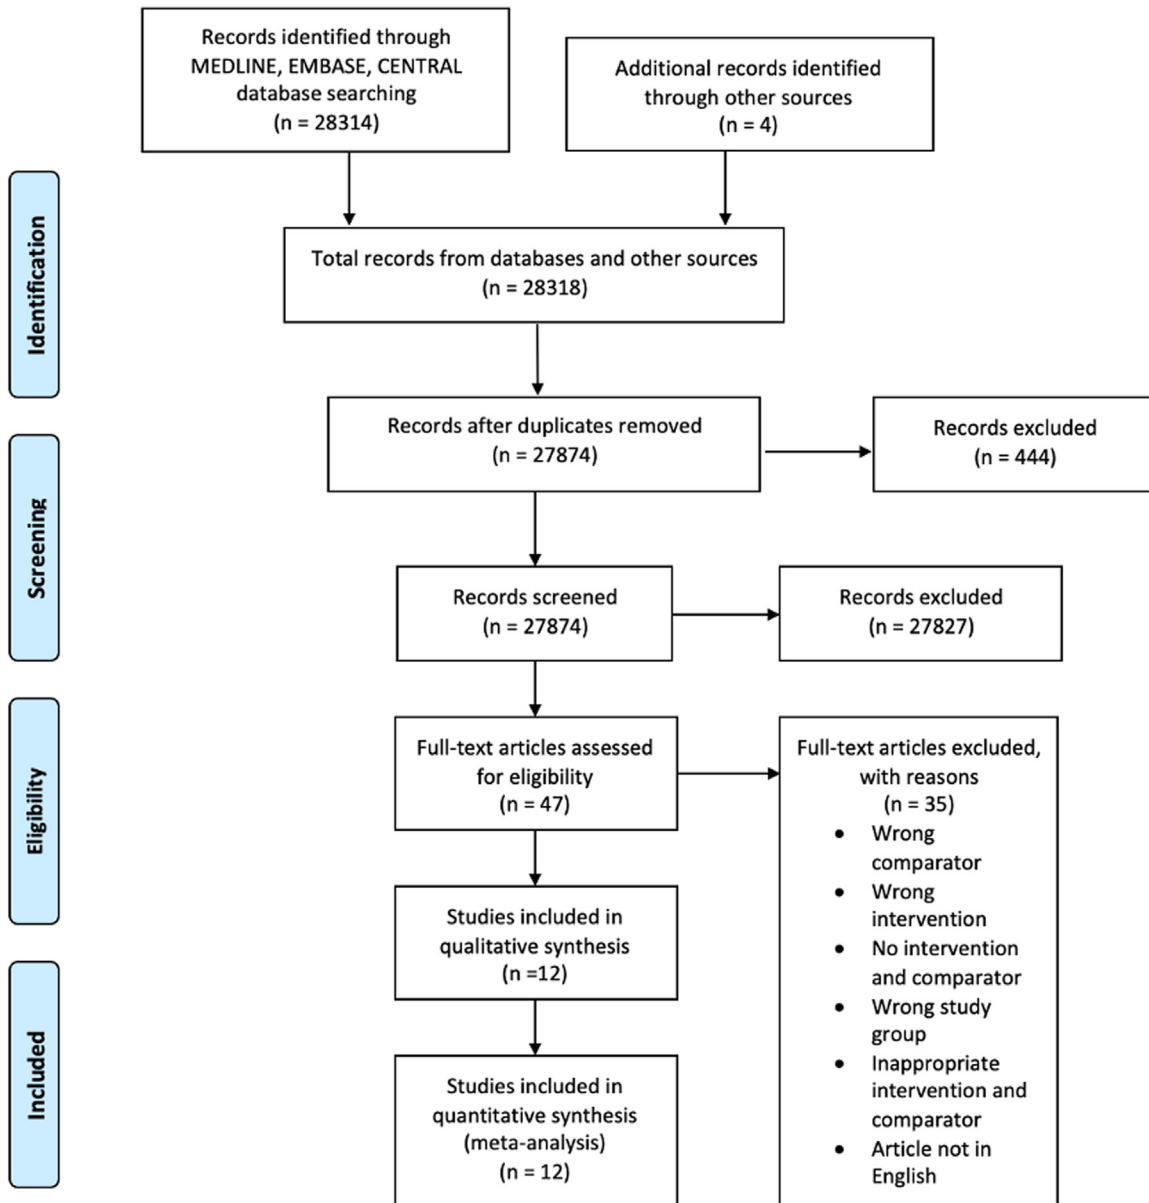 Records identified through
MEDLINE, EMBASE, CENTRAL
database searching
(n = 28314)
Additional records identified
through other sources
(n = 4)
Identification
Total records from databases and other sources
(n = 28318)
Records after duplicates removed
(n = 27874)
Records excluded
(n = 444)
Screening
Records screened
(n = 27874)
Records excluded
(n = 27827)
Eligibility
Full-text articles assessed
for eligibility
(n = 47)
Full-text articles excluded,
with reasons
(n = 35)
• Wrong
comparator
• Wrong
intervention
• No intervention
and comparator
• Wrong study
group
• Inappropriate
intervention and
comparator
• Article not in
English
Studies included in
qualitative synthesis
(n =12)
Included
Studies included in
quantitative synthesis
(meta-analysis)
(n = 12)